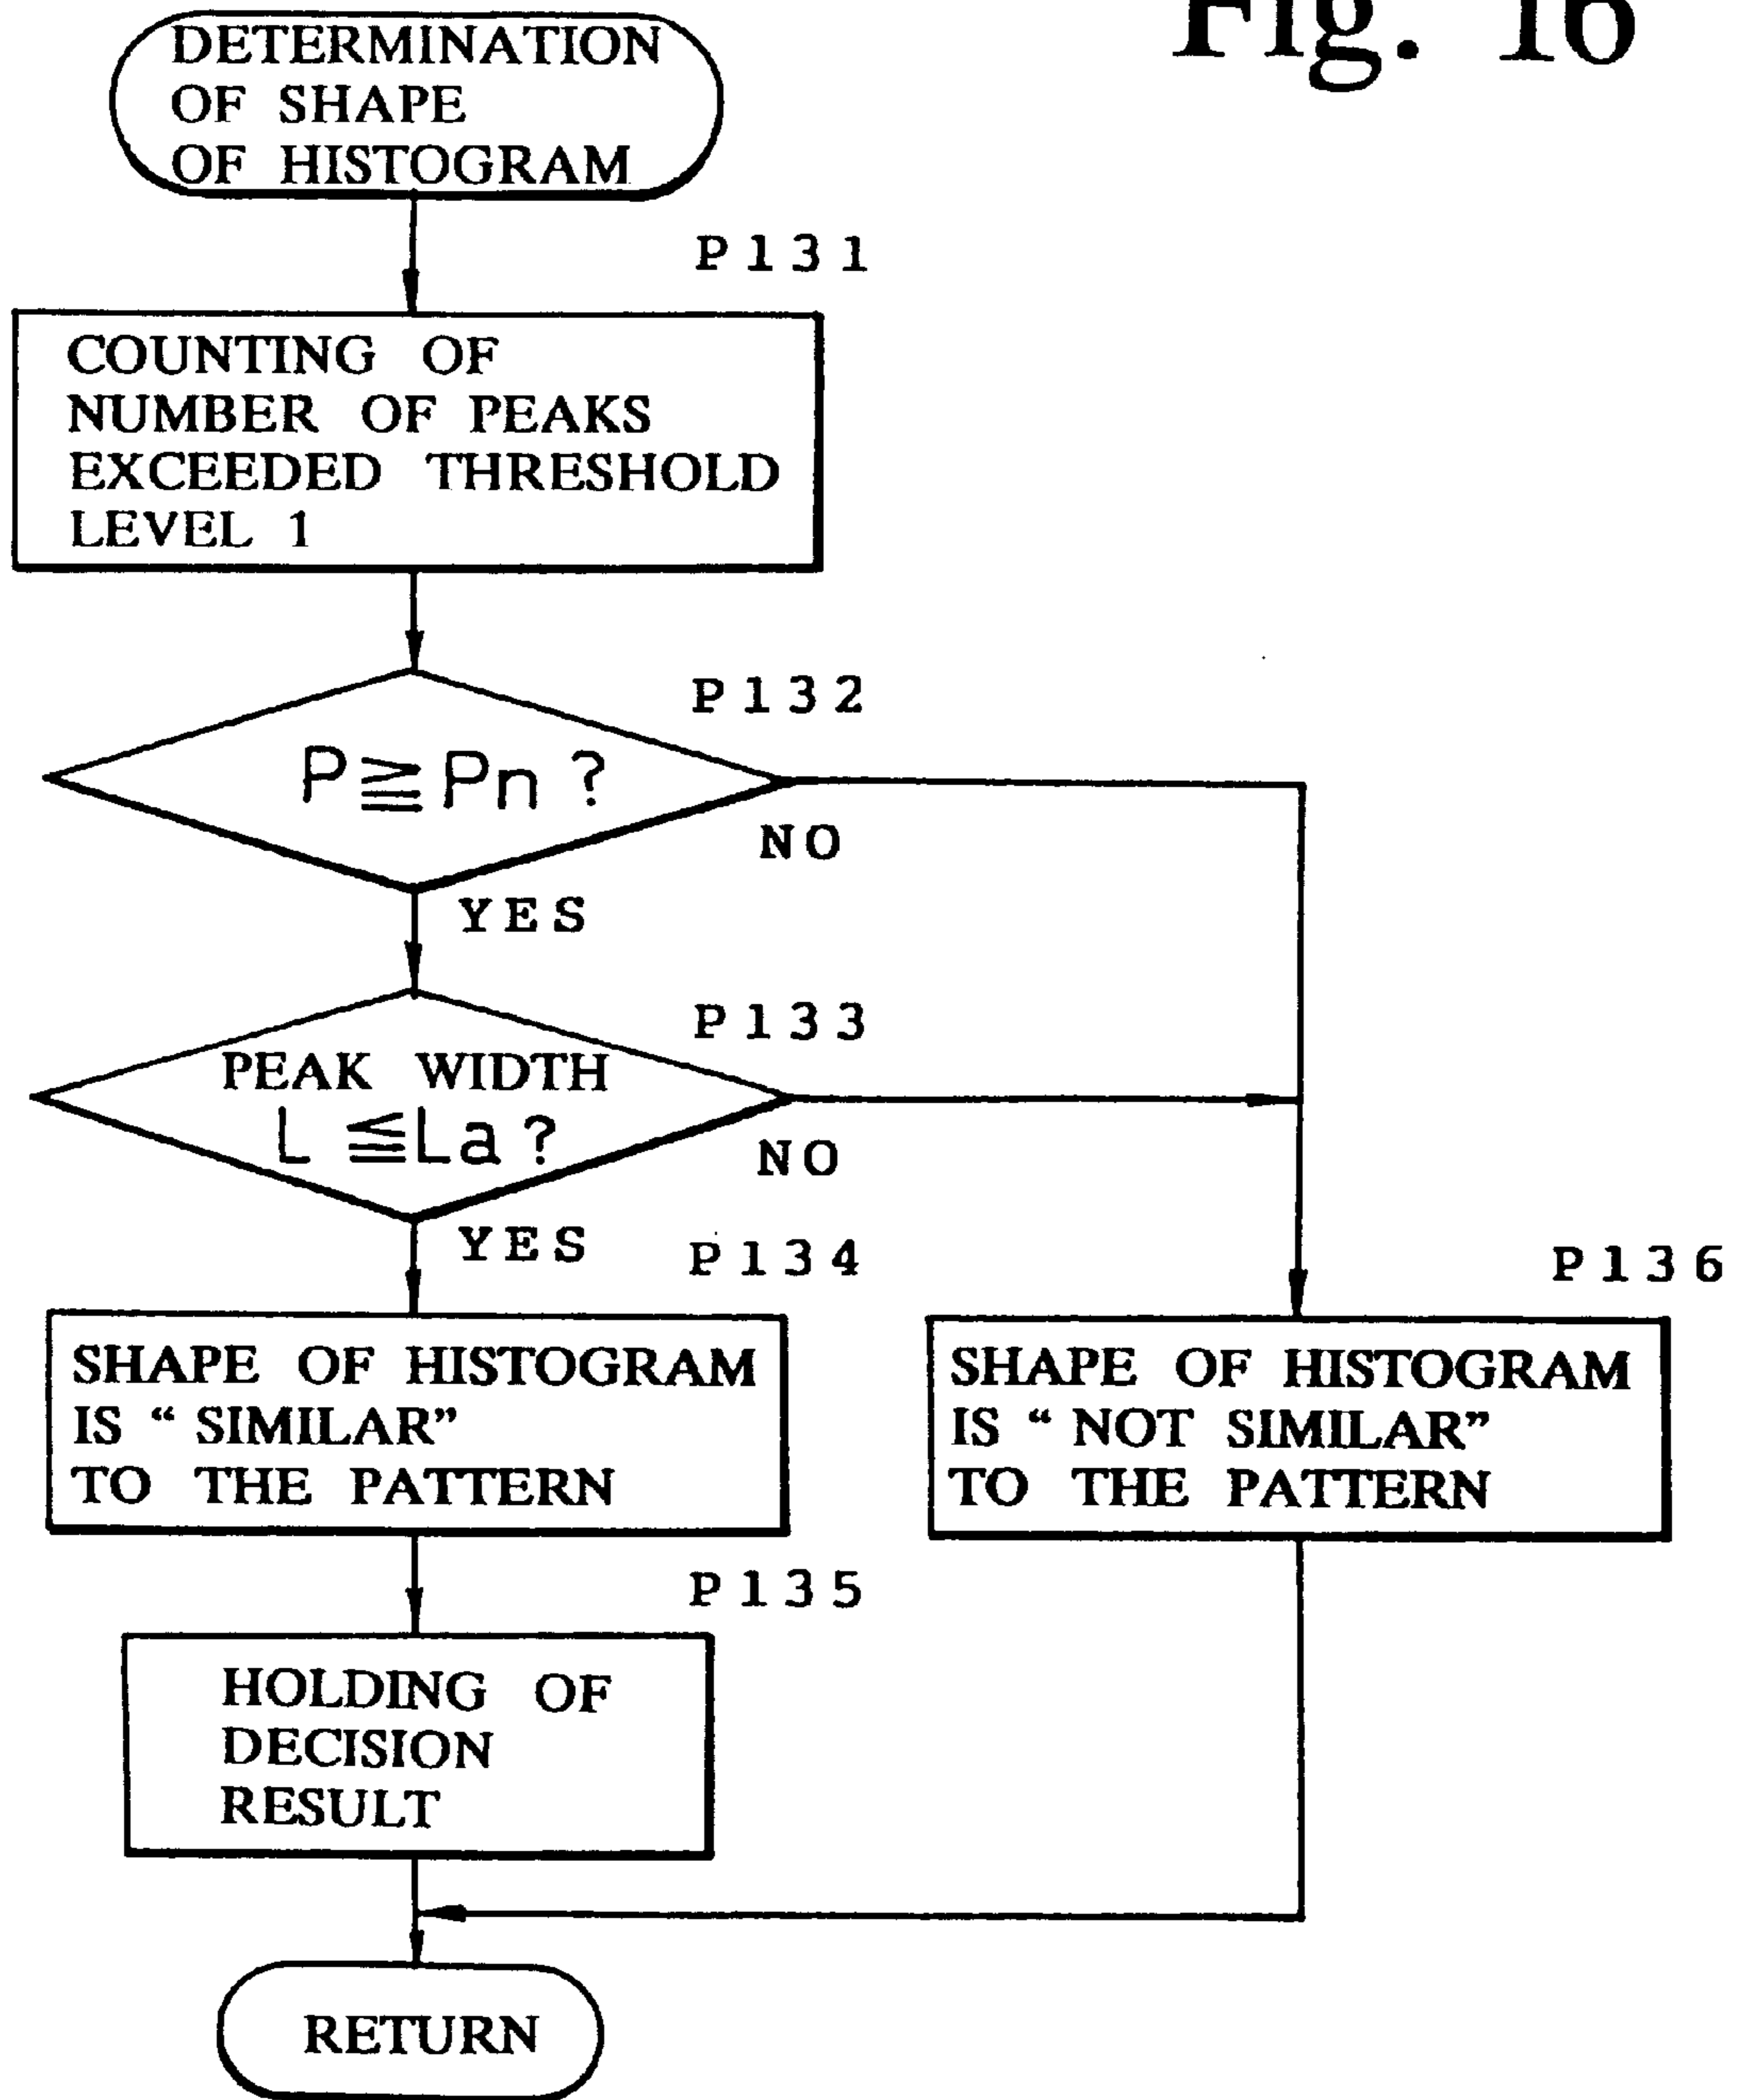 Fig. 16
DETERMINATION
OF SHAPE
OF HISTOGRAM
P131
COUNTING OF
NUMBER OF PEAKS
EXCEEDED THRESHOLD
LEVEL 1
P132
P≧Pn ?
NO
YES
P133
PEAK WIDTH
L ≦La ?
NO
YES
P134
SHAPE OF HISTOGRAM
IS “ SIMILAR”
TO THE PATTERN
P136
SHAPE OF HISTOGRAM
IS “ NOT SIMILAR”
TO THE PATTERN
P135
HOLDING OF
DECISION
RESULT
RETURN